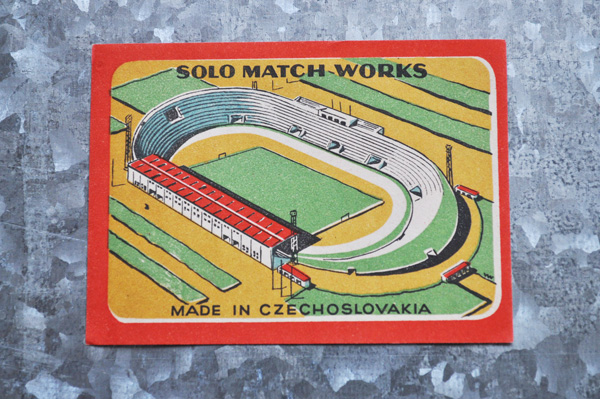 SOLO MATCH WORKS
MADE IN CZECHOSLOVAKIA